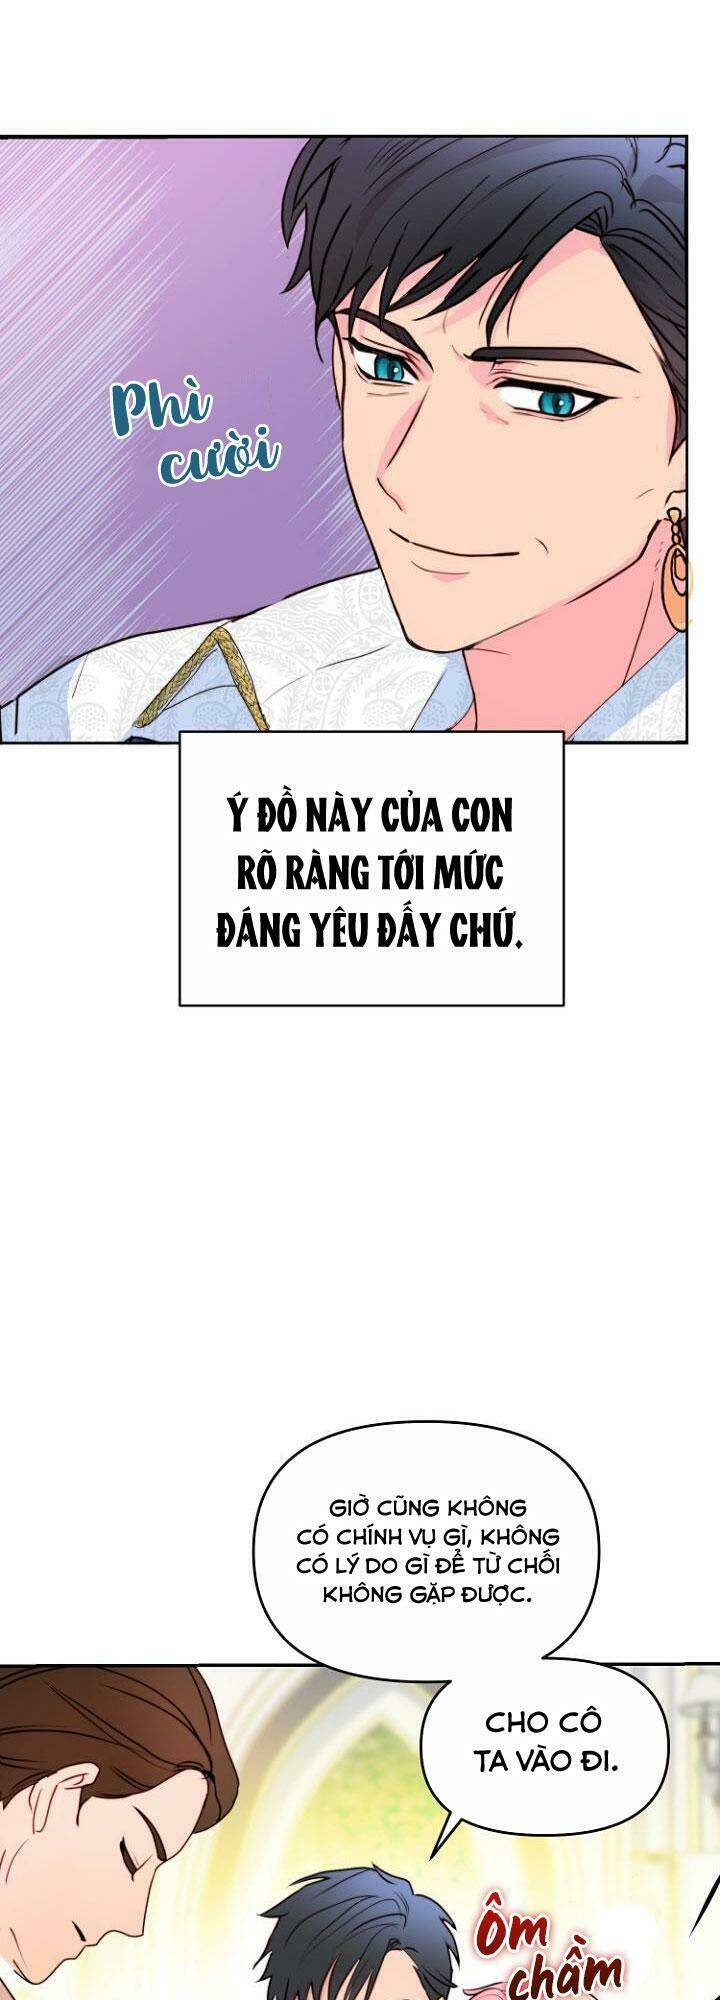 Phì
cười
Ý ĐỒ NÀY CỦA CON
RÕ RÀNG TỚI MỨC
ĐÁNG YÊU ĐẤY CHỨ.
GIỜ CŨNG KHÔNG
CÓ CHÍNH VỤ GÌ, KHÔNG
CÓ LÝ DO GÌ ĐỂ TỪ CHỐI
KHÔNG GẶP ĐƯỢC.
CHO CÔ
TA VÀO ĐI.
Ôm
chầm